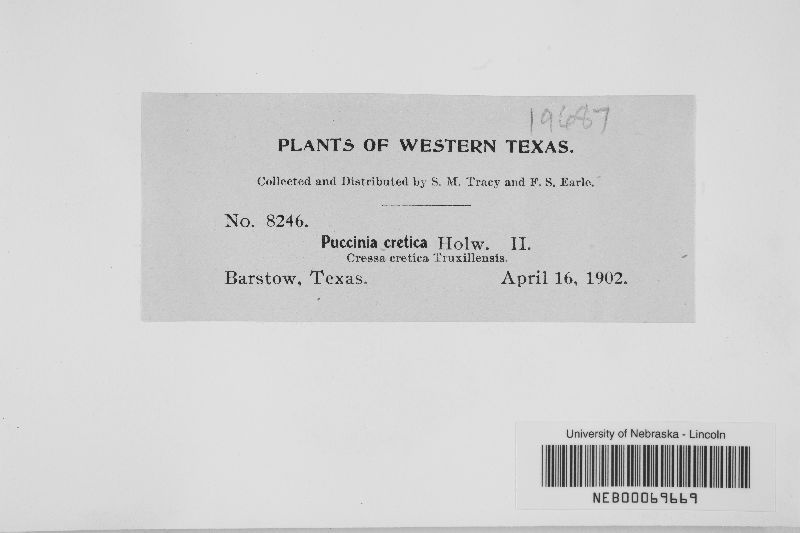 19687
PLANTS OF WESTERN TEXAS.
Collected and Distributed by S. M. Tracy and F. S. Earle.
No. 8246.
Puccinia cretica Holw. II.
Cressa cretica Truxillensis.
Barstow, Texas. April 16, 1902.
University of Nebraska - Lincoln
NEB00069669